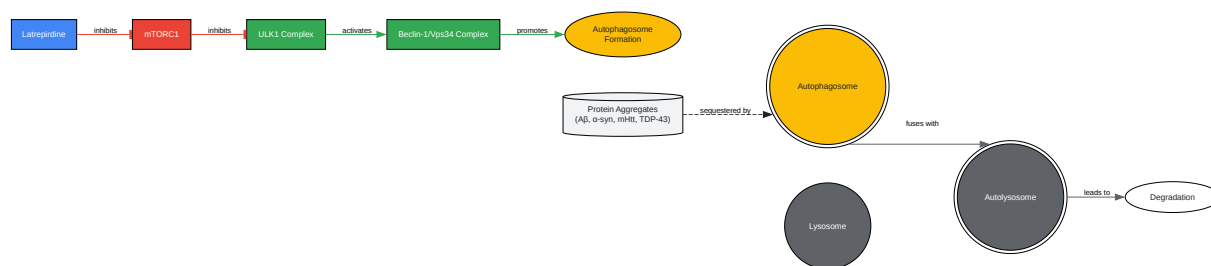 Latrepirdine
inhibits
mTORC1
inhibits
ULK1 Complex
activates
Beclin-1/Vps34 Complex
promotes
Autophagosome
Formation
Autophagosome
Protein Aggregates
(Aβ, α-syn, mHtt, TDP-43)
sequestered by
fuses with
Lysosome
Autolysosome
leads to
Degradation